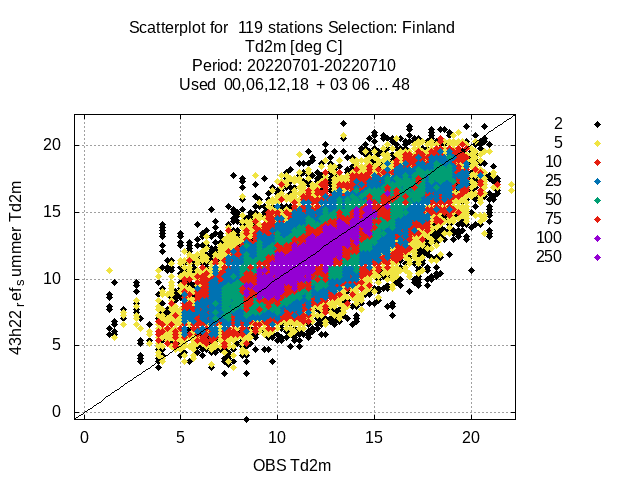 Scatterplot for  119 stations Selection: Finland
Td2m [deg C]
Period: 20220701-20220710
Used  00,06,12,18  + 03 06 ... 48
2
5
10
25
50
75
100
250
20
15
10
5
0
0 5 10 15 20
43h22ref summer Td2m
OBS Td2m